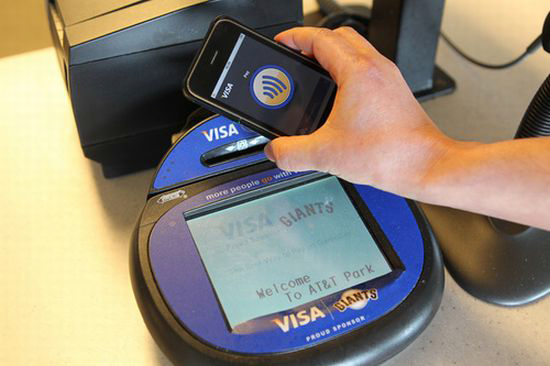 VISA
Pay
VISA
more people go with
VISA GIANTS
Welcome
To AT&T Park
VISA GIANTS
PROUD SPONSOR